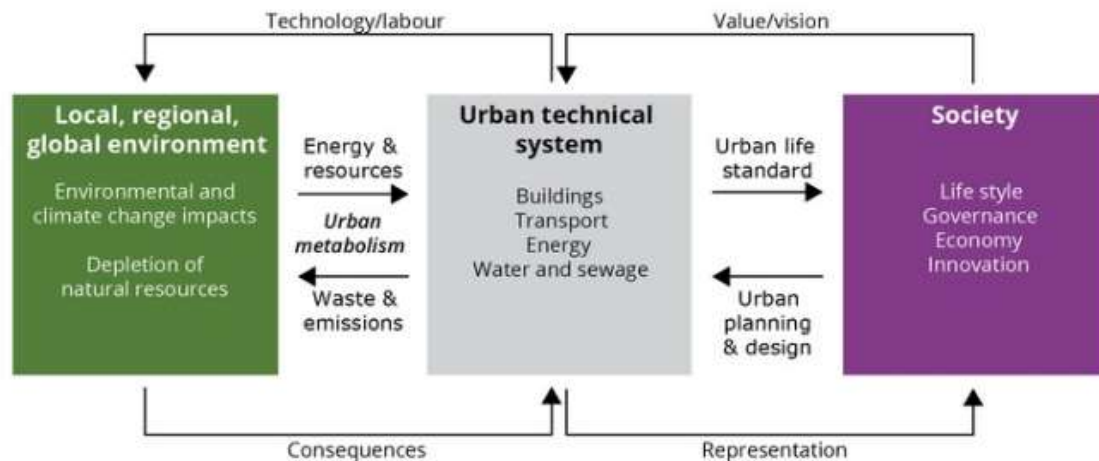 Technology/labour
Value/vision
Local, regional,
global environment
Environmental and
climate change impacts
Depletion of
natural resources
Energy &
resources
Urban
metabolism
Waste &
emissions
Urban technical
system
Buildings
Transport
Energy
Water and sewage
Urban life
standard
Urban
planning
& design
Society
Life style
Governance
Economy
Innovation
Consequences
Representation